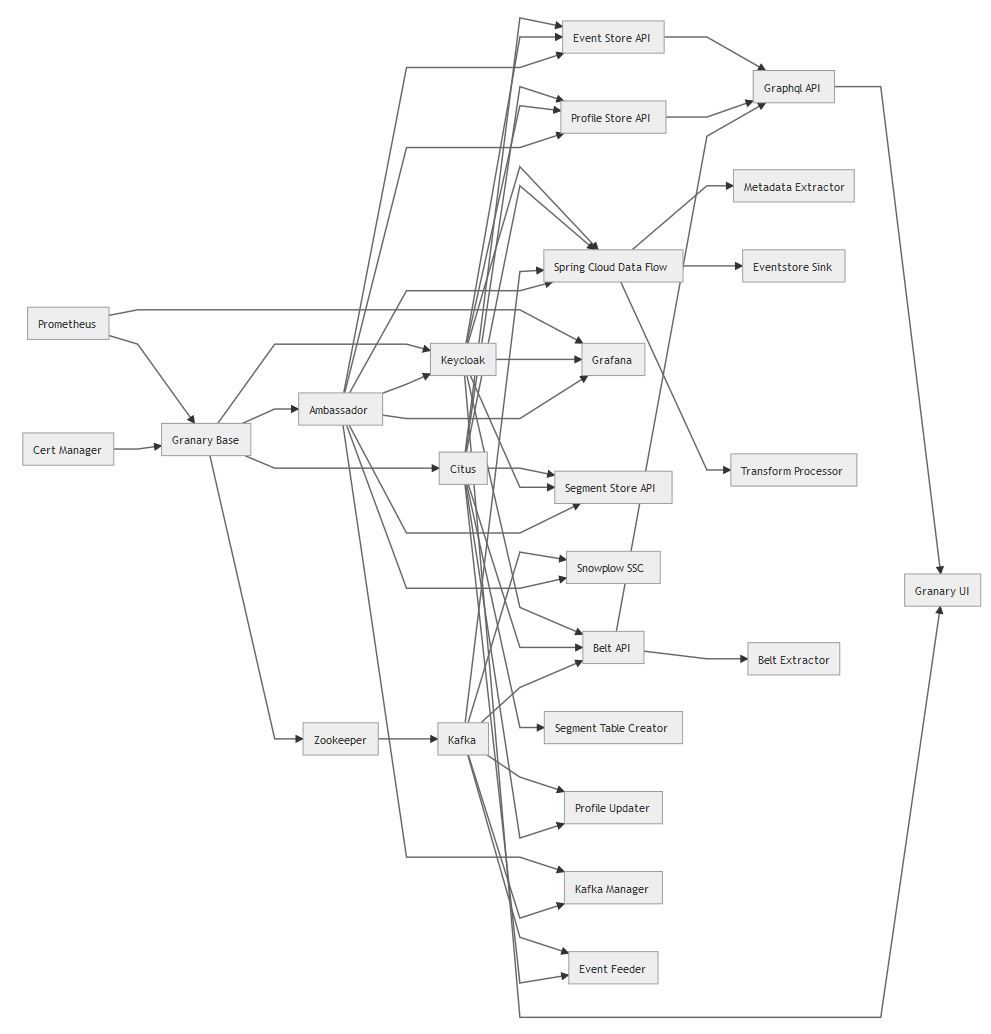 Event Store API
Graphql API
Profile Store API
Metadata Extractor
Spring Cloud Data Flow
Eventstore Sink
Prometheus
Keycloak
Grafana
Ambassador
Granary Base
Cert Manager
Citus
Transform Processor
Segment Store API
Snowplow SSC
Granary UI
Belt API
Belt Extractor
Segment Table Creator
Zookeeper
Kafka
Profile Updater
Kafka Manager
Event Feeder